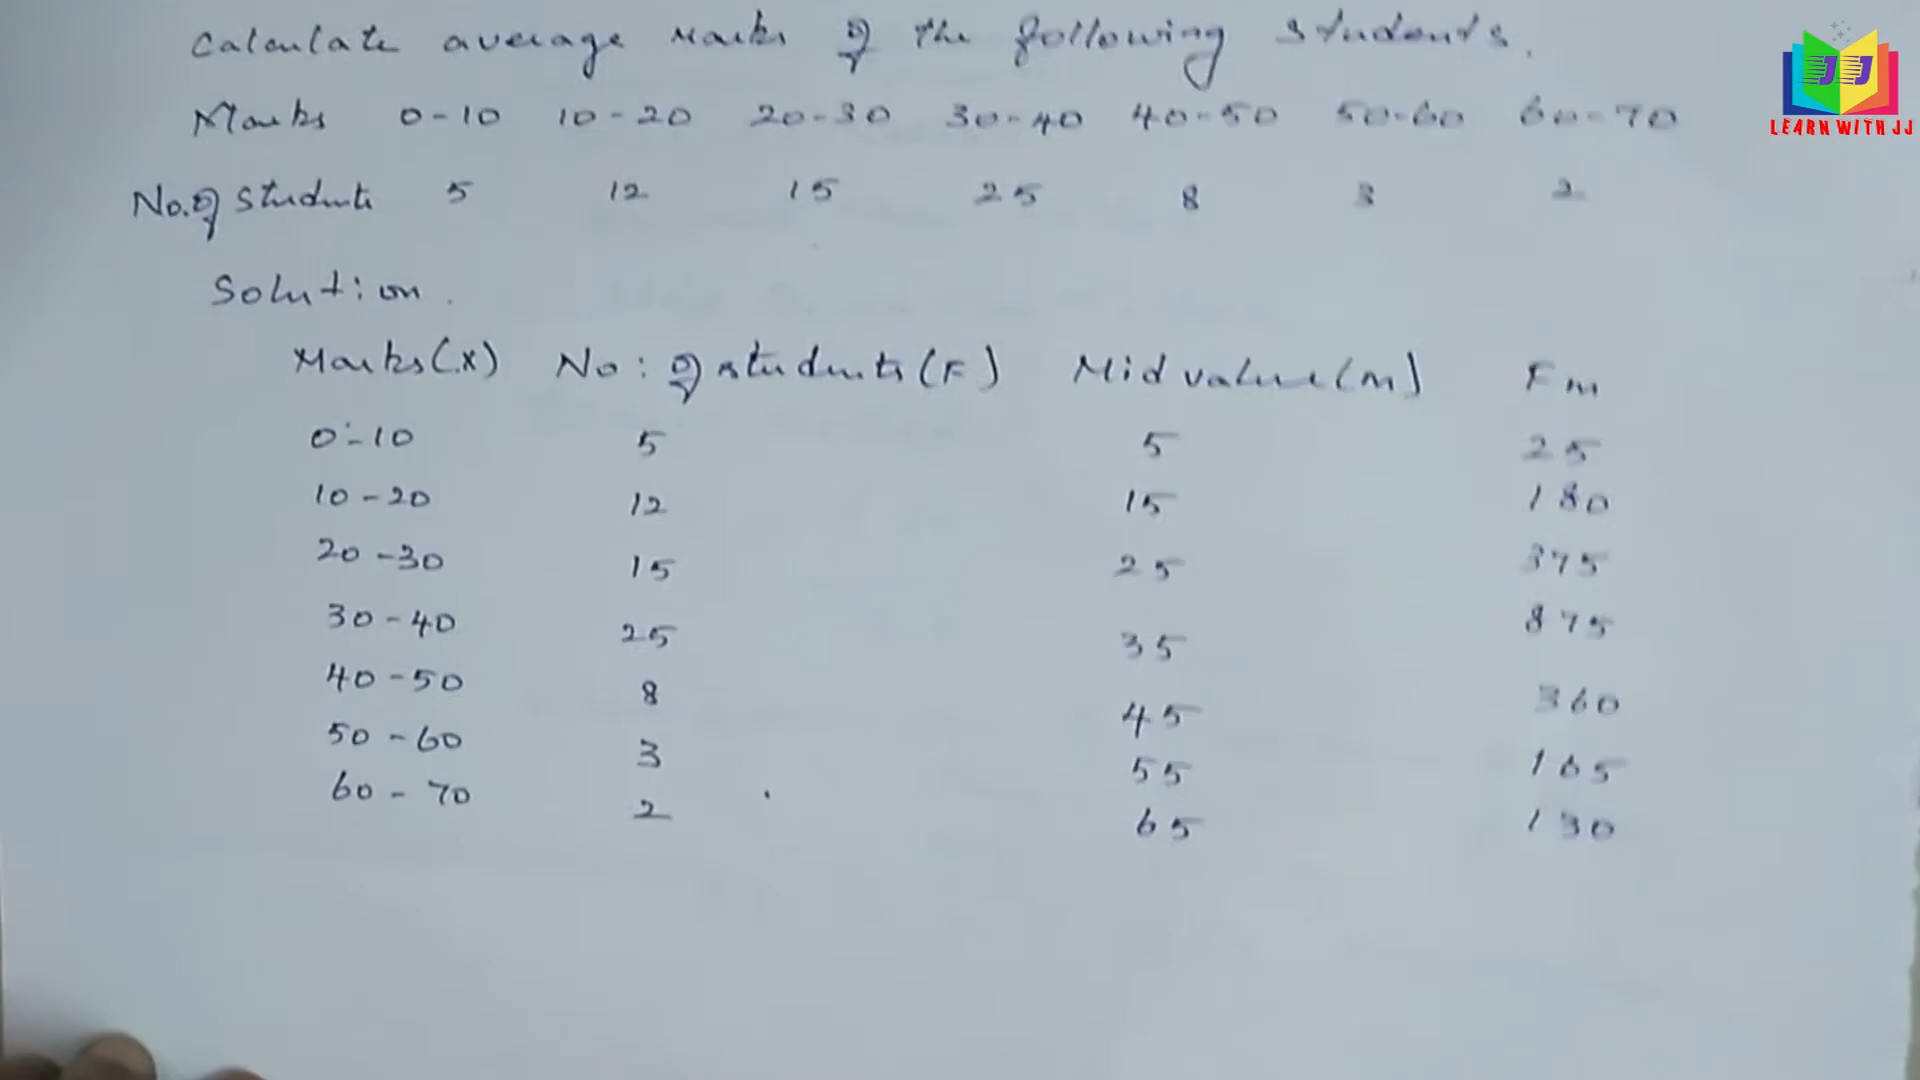 Calculate average marks of the following students.
Marks 0-10 10-20 20-30 30-40 40-50 50-60 60-70
No. of students 5 12 15 25 8 3 2
Solution.
Marks(X) No: of students(F) Mid value(m) Fm
0-10 5 5 25
10-20 12 15 180
20-30 15 25 375
30-40 25 35 875
40-50 8 45 360
50-60 3 55 165
60-70 2 65 130
JJ
LEARN WITH JJ